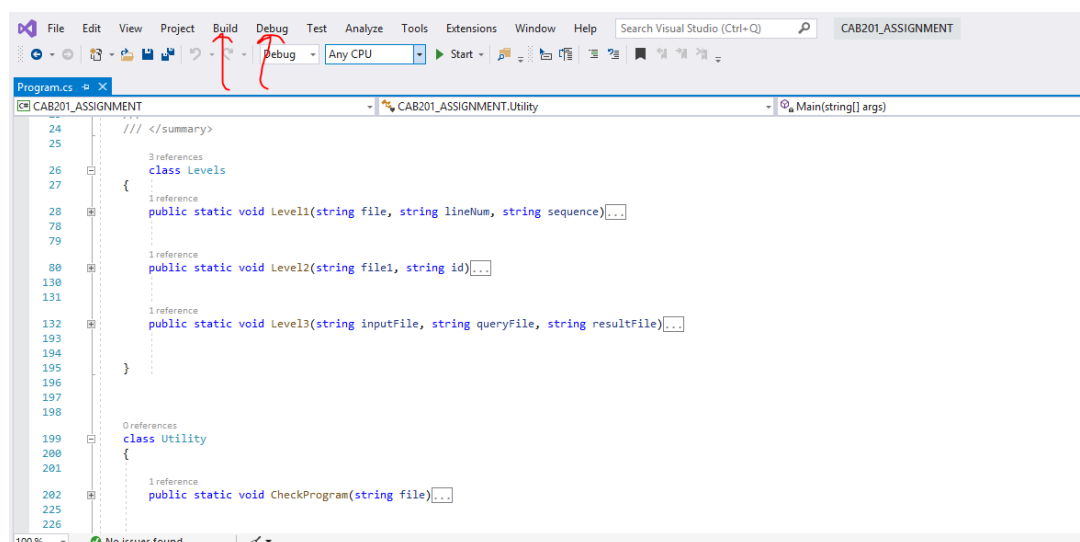 File Edit View Project Build Debug Test Analyze Tools Extensions Window Help Search Visual Studio (Ctrl+Q) CAB201_ASSIGNMENT
Debug Any CPU Start
Program.cs
C# CAB201_ASSIGNMENT CAB201_ASSIGNMENT.Utility Main(string[] args)
24 /// </summary>
25
3 references
26 class Levels
27 {
1 reference
28 public static void Level1(string file, string lineNum, string sequence)...
78
79
1 reference
80 public static void Level2(string file1, string id)...
130
131
1 reference
132 public static void Level3(string inputFile, string queryFile, string resultFile)...
193
194
195 }
196
197
198
0 references
199 class Utility
200 {
201
1 reference
202 public static void CheckProgram(string file)...
225
226
100 % No issues found